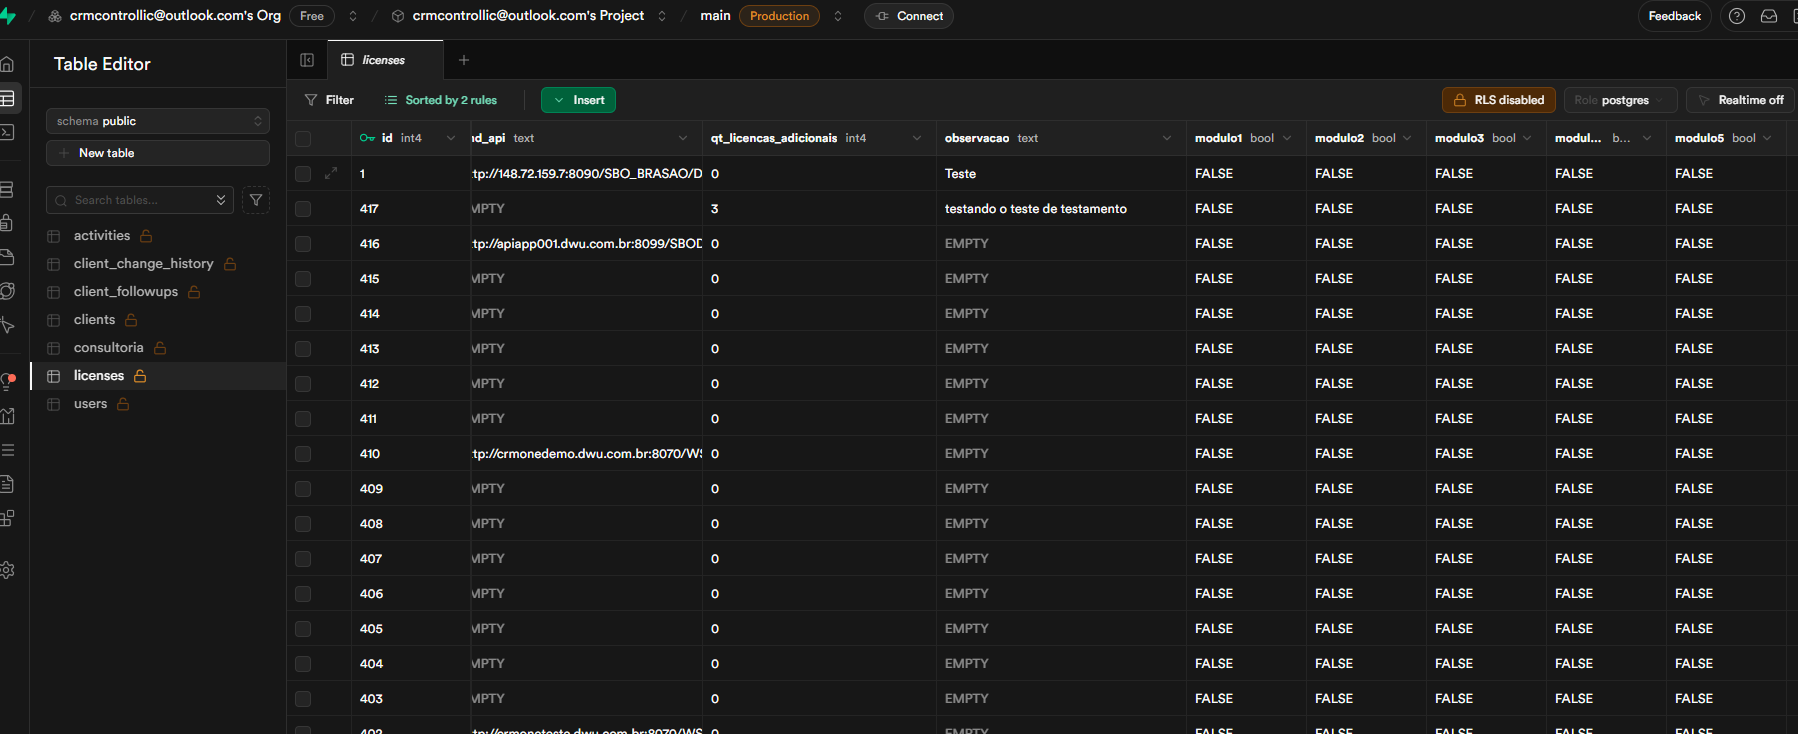 crmcontrollic@outlook.com's Org Free crmcontrollic@outlook.com's Project main Production Connect Feedback
Table Editor
licenses
schema public
New table
Search tables...
activities
client_change_history
client_followups
clients
consultoria
licenses
users
Filter Sorted by 2 rules Insert RLS disabled Role postgres Realtime off
id int4 nd_api text qt_licencas_adicionais int4 observacao text modulo1 bool modulo2 bool modulo3 bool modul... b... modulo5 bool
1 tp://148.72.159.7:8090/SBO_BRASAO/D 0 Teste FALSE FALSE FALSE FALSE FALSE
417 MPTY 3 testando o teste de testamento FALSE FALSE FALSE FALSE FALSE
416 tp://apiapp001.dwu.com.br:8099/SBOD 0 EMPTY FALSE FALSE FALSE FALSE FALSE
415 MPTY 0 EMPTY FALSE FALSE FALSE FALSE FALSE
414 MPTY 0 EMPTY FALSE FALSE FALSE FALSE FALSE
413 MPTY 0 EMPTY FALSE FALSE FALSE FALSE FALSE
412 MPTY 0 EMPTY FALSE FALSE FALSE FALSE FALSE
411 MPTY 0 EMPTY FALSE FALSE FALSE FALSE FALSE
410 tp://crmonedemo.dwu.com.br:8070/WS 0 EMPTY FALSE FALSE FALSE FALSE FALSE
409 MPTY 0 EMPTY FALSE FALSE FALSE FALSE FALSE
408 MPTY 0 EMPTY FALSE FALSE FALSE FALSE FALSE
407 MPTY 0 EMPTY FALSE FALSE FALSE FALSE FALSE
406 MPTY 0 EMPTY FALSE FALSE FALSE FALSE FALSE
405 MPTY 0 EMPTY FALSE FALSE FALSE FALSE FALSE
404 MPTY 0 EMPTY FALSE FALSE FALSE FALSE FALSE
403 MPTY 0 EMPTY FALSE FALSE FALSE FALSE FALSE
402 tp://crmoneteste.dwu.com.br:8070/WS 0 EMPTY FALSE FALSE FALSE FALSE FALSE